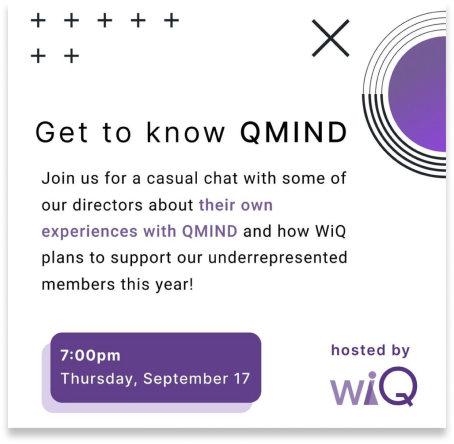 Get to know QMIND
Join us for a casual chat with some of
our directors about their own
experiences with QMIND and how WiQ
plans to support our underrepresented
members this year!
7:00pm
Thursday, September 17
hosted by
wiQ